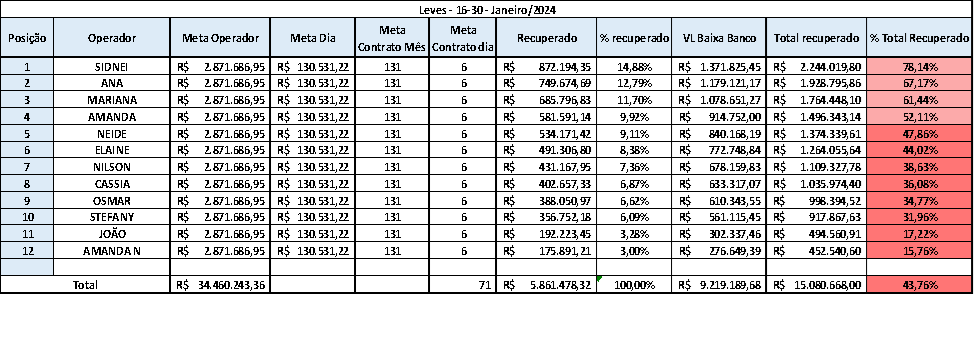 Leves - 16-30 - Janeiro/2024
Posição Operador Meta Operador Meta Dia Meta Contrato Mês Meta Contrato dia Recuperado % recuperado VL Baixa Banco Total recuperado % Total Recuperado
1 SIDNEI R$ 2.871.686,95 R$ 130.531,22 131 6 R$ 872.194,35 14,88% R$ 1.371.825,45 R$ 2.244.019,80 78,14%
2 ANA R$ 2.871.686,95 R$ 130.531,22 131 6 R$ 749.674,69 12,79% R$ 1.179.121,17 R$ 1.928.795,86 67,17%
3 MARIANA R$ 2.871.686,95 R$ 130.531,22 131 6 R$ 685.796,83 11,70% R$ 1.078.651,27 R$ 1.764.448,10 61,44%
4 AMANDA R$ 2.871.686,95 R$ 130.531,22 131 6 R$ 581.591,14 9,92% R$ 914.752,00 R$ 1.496.343,14 52,11%
5 NEIDE R$ 2.871.686,95 R$ 130.531,22 131 6 R$ 534.171,42 9,11% R$ 840.168,19 R$ 1.374.339,61 47,86%
6 ELAINE R$ 2.871.686,95 R$ 130.531,22 131 6 R$ 491.306,80 8,38% R$ 772.748,84 R$ 1.264.055,64 44,02%
7 NILSON R$ 2.871.686,95 R$ 130.531,22 131 6 R$ 431.167,95 7,36% R$ 678.159,83 R$ 1.109.327,78 38,63%
8 CASSIA R$ 2.871.686,95 R$ 130.531,22 131 6 R$ 402.657,33 6,87% R$ 633.317,07 R$ 1.035.974,40 36,08%
9 OSMAR R$ 2.871.686,95 R$ 130.531,22 131 6 R$ 388.050,97 6,62% R$ 610.343,55 R$ 998.394,52 34,77%
10 STEFANY R$ 2.871.686,95 R$ 130.531,22 131 6 R$ 356.752,18 6,09% R$ 561.115,45 R$ 917.867,63 31,96%
11 JOÃO R$ 2.871.686,95 R$ 130.531,22 131 6 R$ 192.223,45 3,28% R$ 302.337,46 R$ 494.560,91 17,22%
12 AMANDA N R$ 2.871.686,95 R$ 130.531,22 131 6 R$ 175.891,21 3,00% R$ 276.649,39 R$ 452.540,60 15,76%
Total R$ 34.460.243,36 71 R$ 5.861.478,32 100,00% R$ 9.219.189,68 R$ 15.080.668,00 43,76%